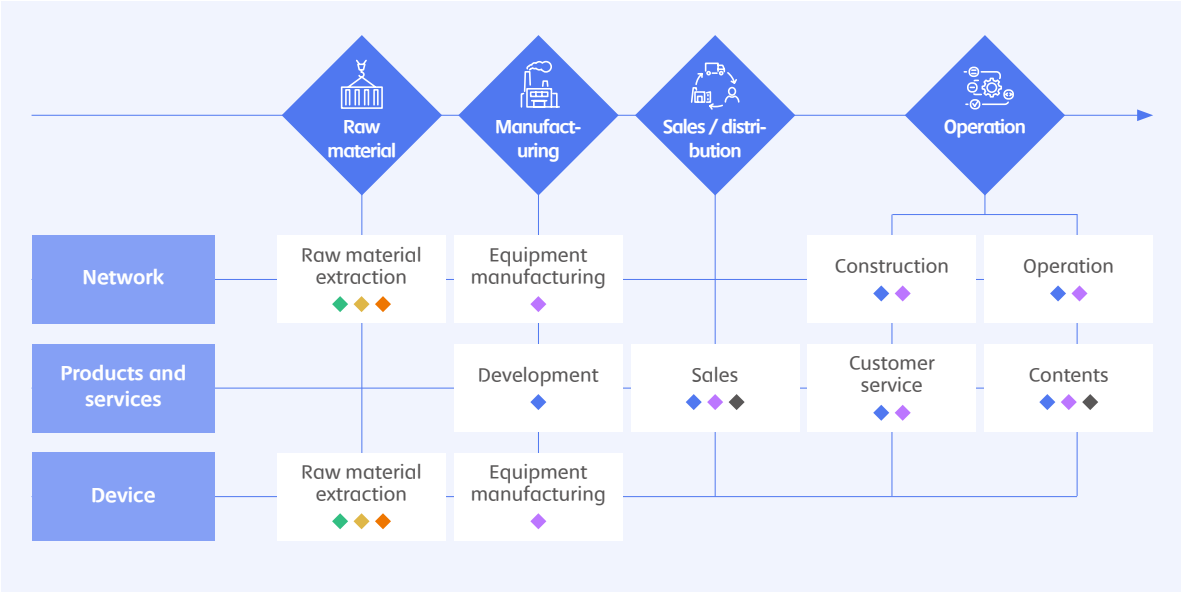 Raw
material
Manufact-
uring
Sales / distri-
bution
Operation
Network
Raw material
extraction
Equipment
manufacturing
Construction
Operation
Products and
services
Development
Sales
Customer
service
Contents
Device
Raw material
extraction
Equipment
manufacturing